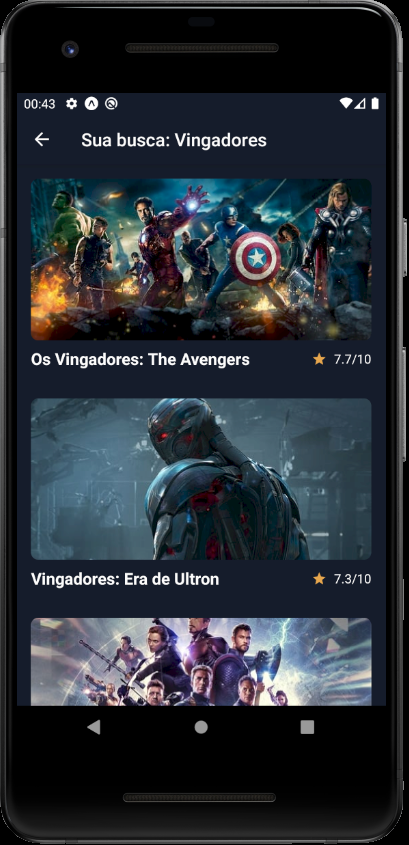 00:43
Sua busca: Vingadores
Os Vingadores: The Avengers
7.7/10
Vingadores: Era de Ultron
7.3/10